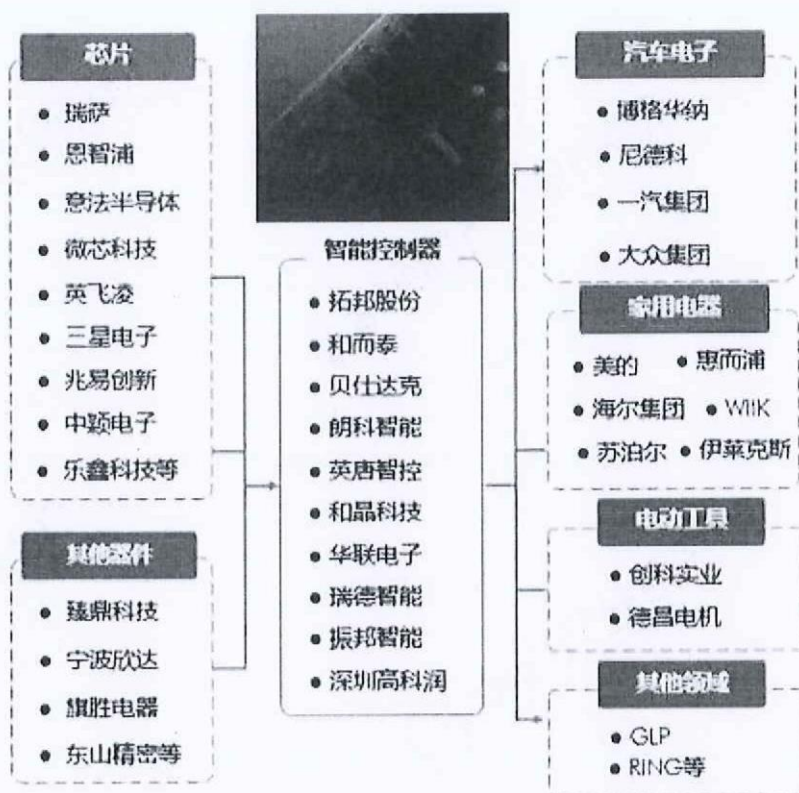 芯片
瑞萨
恩智浦
意法半导体
微芯科技
英飞凌
三星电子
兆易创新
中颖电子
乐鑫科技等
其他器件
臻鼎科技
宁波欣达
旗胜电器
东山精密等
智能控制器
拓邦股份
和而泰
贝仕达克
朗科智能
英唐智控
和晶科技
华联电子
瑞德智能
振邦智能
深圳高科润
汽车电子
博格华纳
尼德科
一汽集团
大众集团
家用电器
美的 惠而浦
海尔集团 WIIK
苏泊尔 伊莱克斯
电动工具
创科实业
德昌电机
其他领域
GLP
RING等